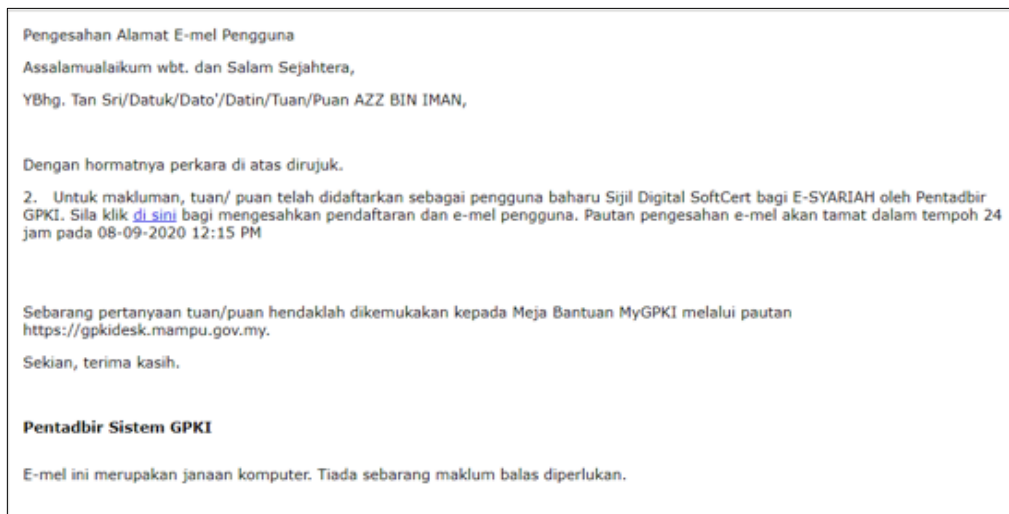 Pengesahan Alamat E-mel Pengguna
Assalamualaikum wbt. dan Salam Sejahtera,
YBhg. Tan Sri/Datuk/Dato'/Datin/Tuan/Puan AZZ BIN IMAN,
Dengan hormatnya perkara di atas dirujuk.
2. Untuk makluman, tuan/ puan telah didaftarkan sebagai pengguna baharu Sijil Digital SoftCert bagi E-SYARIAH oleh Pentadbir
GPKI. Sila klik di sini bagi mengesahkan pendaftaran dan e-mel pengguna. Pautan pengesahan e-mel akan tamat dalam tempoh 24
jam pada 08-09-2020 12:15 PM
Sebarang pertanyaan tuan/puan hendaklah dikemukakan kepada Meja Bantuan MyGPKI melalui pautan
https://gpkidesk.mampu.gov.my.
Sekian, terima kasih.
Pentadbir Sistem GPKI
E-mel ini merupakan janaan komputer. Tiada sebarang maklum balas diperlukan.